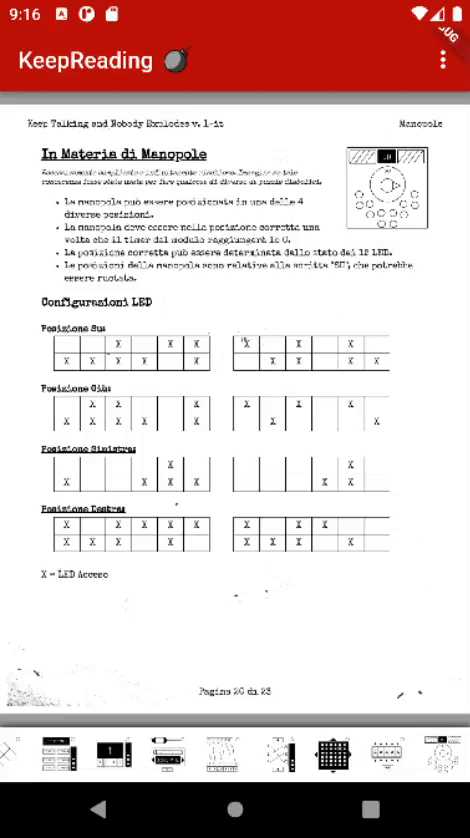 9:16
KeepReading
Keep Talking and Nobody Explodes v. 1-it Manopole
In Materia di Manopole
SU
La manopola può essere posizionata in una delle 4
diverse posizioni.
La manopola deve essere nella posizione corretta una
volta che il timer del modulo raggiungerà lo 0.
La posizione corretta può essere determinata dallo stato dei 12 LED.
Le posizioni della manopola sono relative alla scritta "SU", che potrebbe
essere ruotata.
Configurazioni LED
Posizione Su:
X X X X X X
X X X X X X X X X
Posizione Giù:
X X X X X X
X X X X X X X
Posizione Sinistra:
X X
X X X X X X
Posizione Destra:
X X X X X X X X
X X X X X X X X
X = LED Acceso
Pagina 20 di 23
1